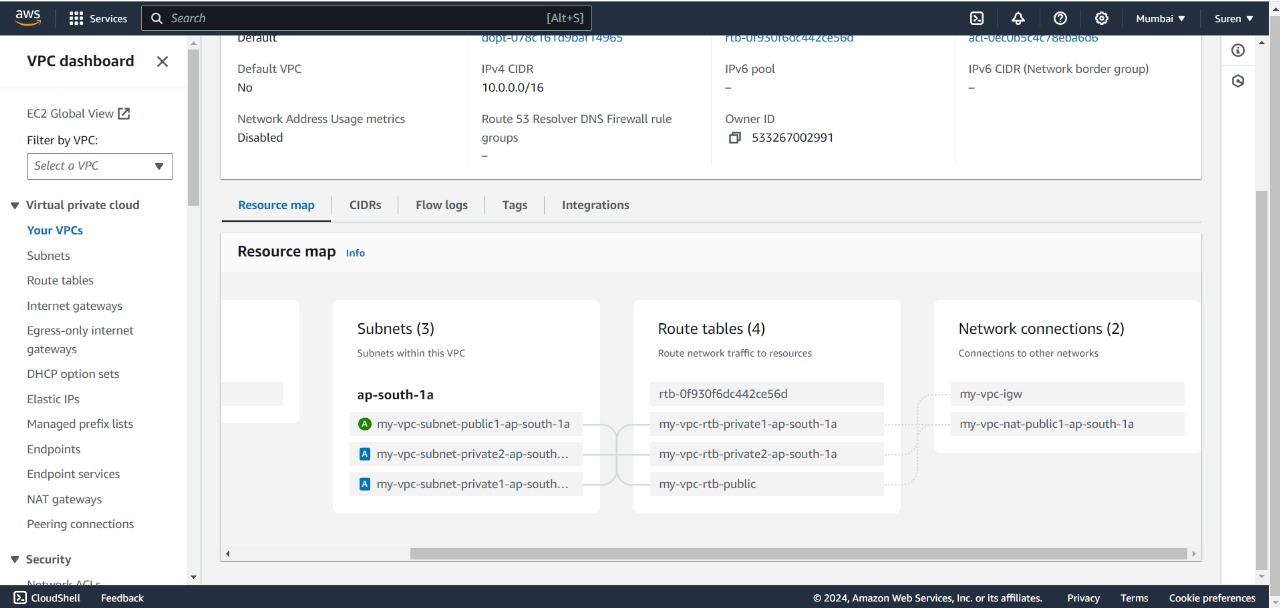 aws Services Search [Alt+S] Mumbai ▼ Suren ▼
VPC dashboard
EC2 Global View
Filter by VPC:
Select a VPC
Virtual private cloud
Your VPCs
Subnets
Route tables
Internet gateways
Egress-only internet
gateways
DHCP option sets
Elastic IPs
Managed prefix lists
Endpoints
Endpoint services
NAT gateways
Peering connections
Security
Network ACLs
Default
dopt-078c161d9baf14965
rtb-0f930f6dc442ce56d
acl-0ec0b5c4c78eba6d6
Default VPC
No
IPv4 CIDR
10.0.0.0/16
IPv6 pool
–
IPv6 CIDR (Network border group)
–
Network Address Usage metrics
Disabled
Route 53 Resolver DNS Firewall rule
groups
–
Owner ID
533267002991
Resource map CIDRs Flow logs Tags Integrations
Resource map Info
Subnets (3)
Subnets within this VPC
ap-south-1a
A my-vpc-subnet-public1-ap-south-1a
A my-vpc-subnet-private2-ap-south...
A my-vpc-subnet-private1-ap-south...
Route tables (4)
Route network traffic to resources
rtb-0f930f6dc442ce56d
my-vpc-rtb-private1-ap-south-1a
my-vpc-rtb-private2-ap-south-1a
my-vpc-rtb-public
Network connections (2)
Connections to other networks
my-vpc-igw
my-vpc-nat-public1-ap-south-1a
CloudShell Feedback © 2024, Amazon Web Services, Inc. or its affiliates. Privacy Terms Cookie preferences